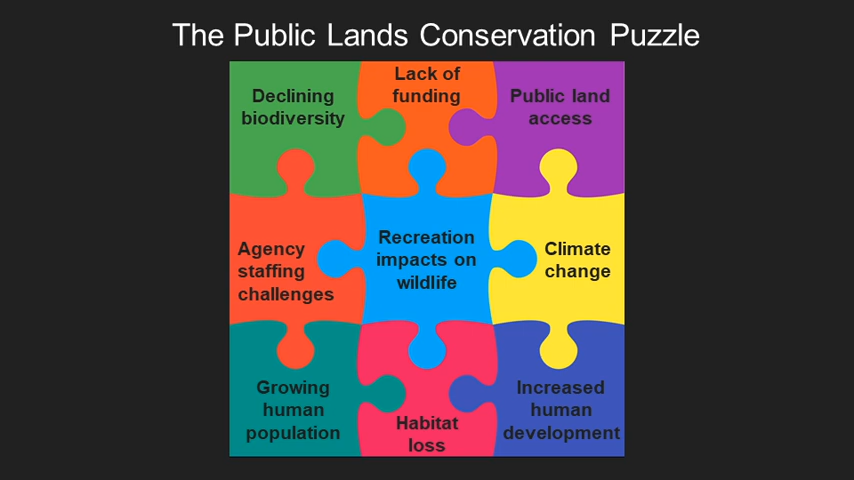 The Public Lands Conservation Puzzle
Declining
biodiversity
Lack of
funding
Public land
access
Agency
staffing
challenges
Recreation
impacts on
wildlife
Climate
change
Growing
human
population
Habitat
loss
Increased
human
development